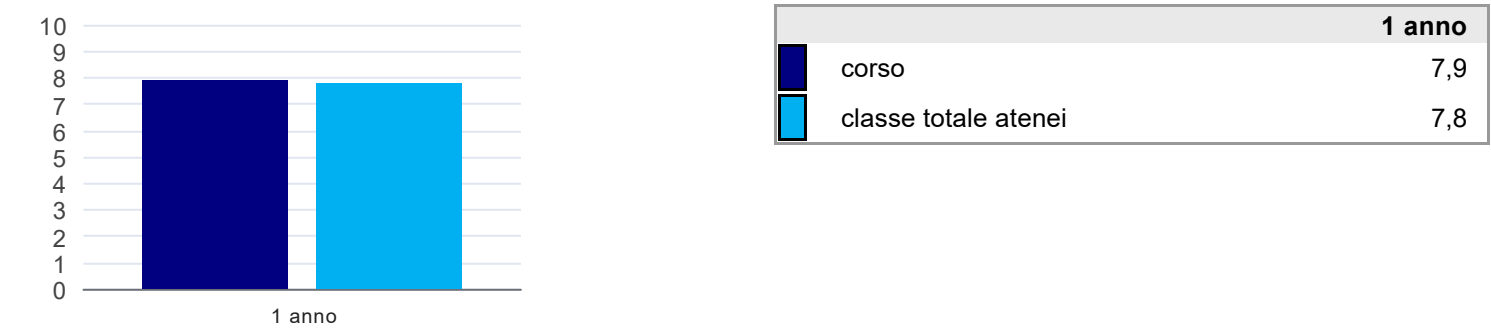 10
9
8
7
6
5
4
3
2
1
0
1 anno
1 anno
corso 7,9
classe totale atenei 7,8